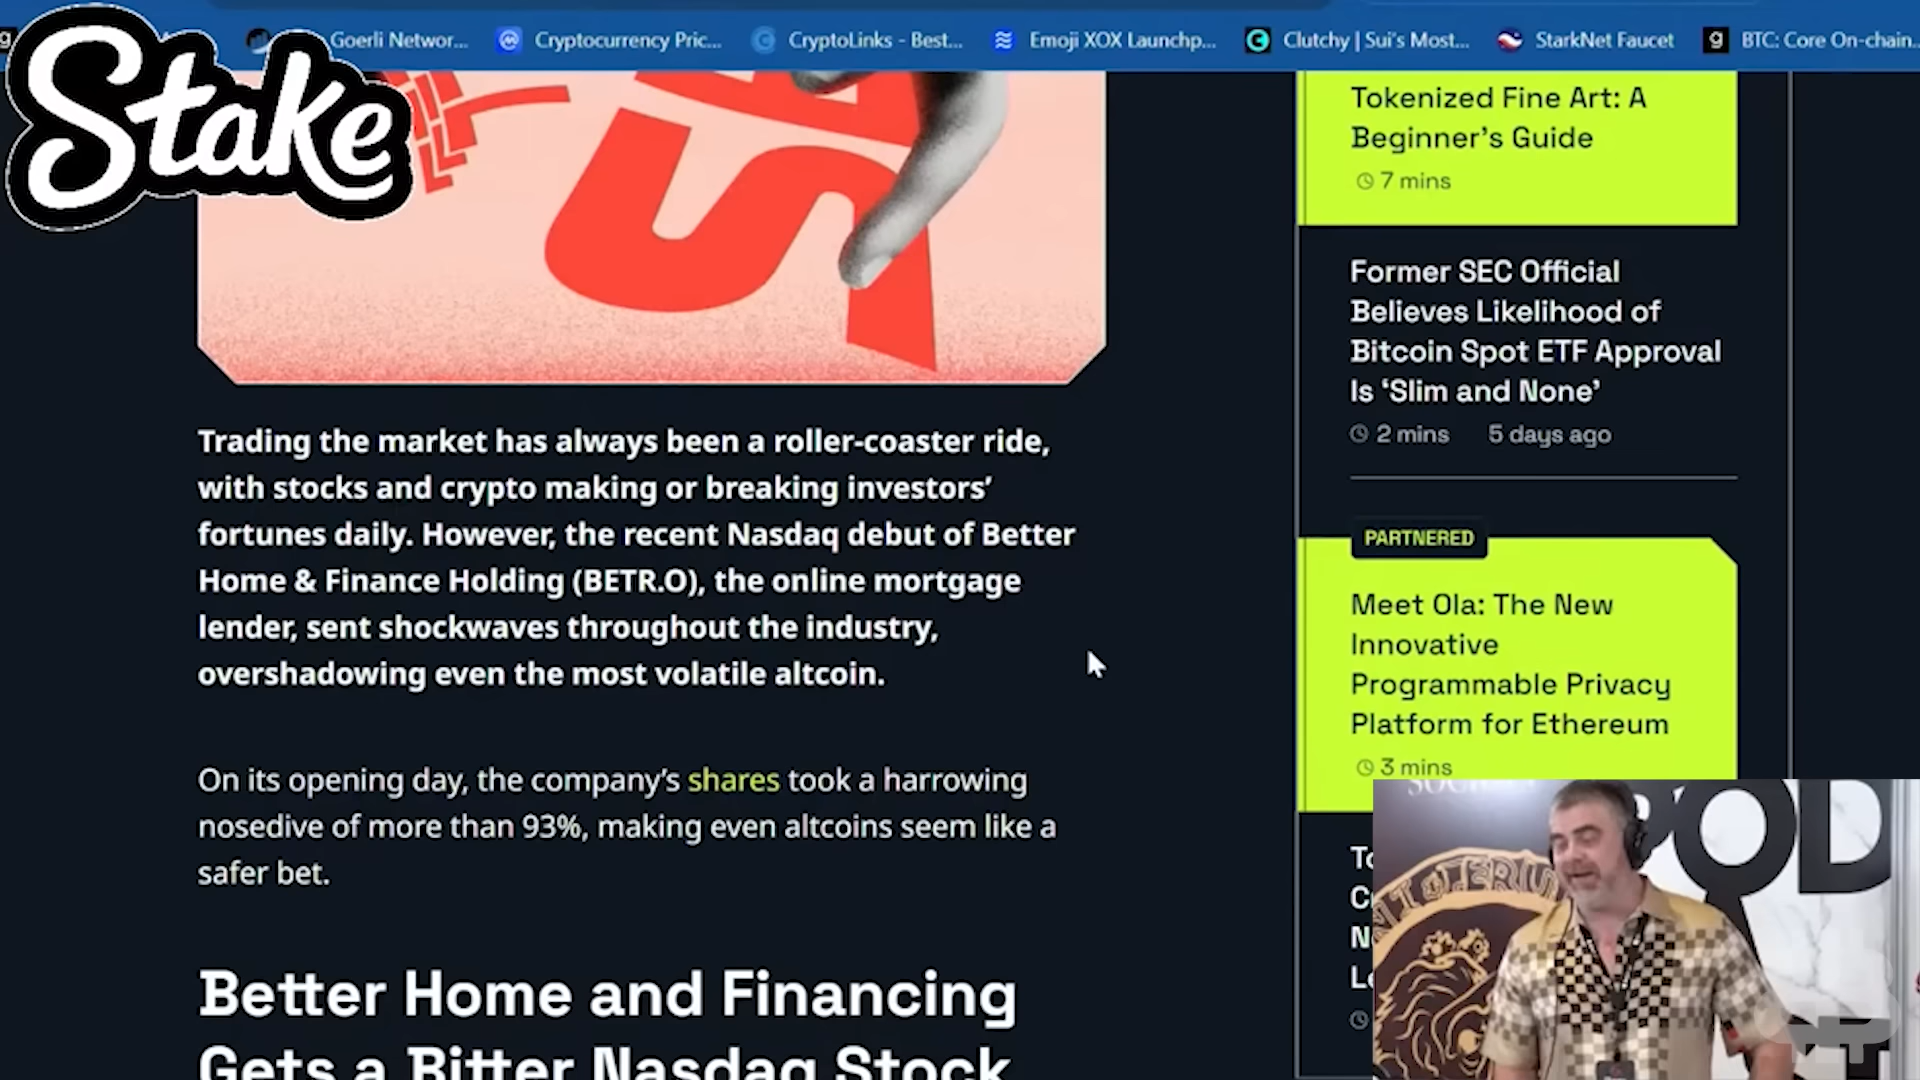 Goerli Networ...
Cryptocurrency Pric...
CryptoLinks - Best...
Emoji XOX Launchp...
Clutchy | Sui's Most...
StarkNet Faucet
BTC: Core On-chain...
Stake
Trading the market has always been a roller-coaster ride,
with stocks and crypto making or breaking investors’
fortunes daily. However, the recent Nasdaq debut of Better
Home & Finance Holding (BETR.O), the online mortgage
lender, sent shockwaves throughout the industry,
overshadowing even the most volatile altcoin.
On its opening day, the company’s shares took a harrowing
nosedive of more than 93%, making even altcoins seem like a
safer bet.
Better Home and Financing
Gets a Bitter Nasdaq Stock
Tokenized Fine Art: A
Beginner’s Guide
7 mins
Former SEC Official
Believes Likelihood of
Bitcoin Spot ETF Approval
Is ‘Slim and None’
2 mins 5 days ago
PARTNERED
Meet Ola: The New
Innovative
Programmable Privacy
Platform for Ethereum
3 mins